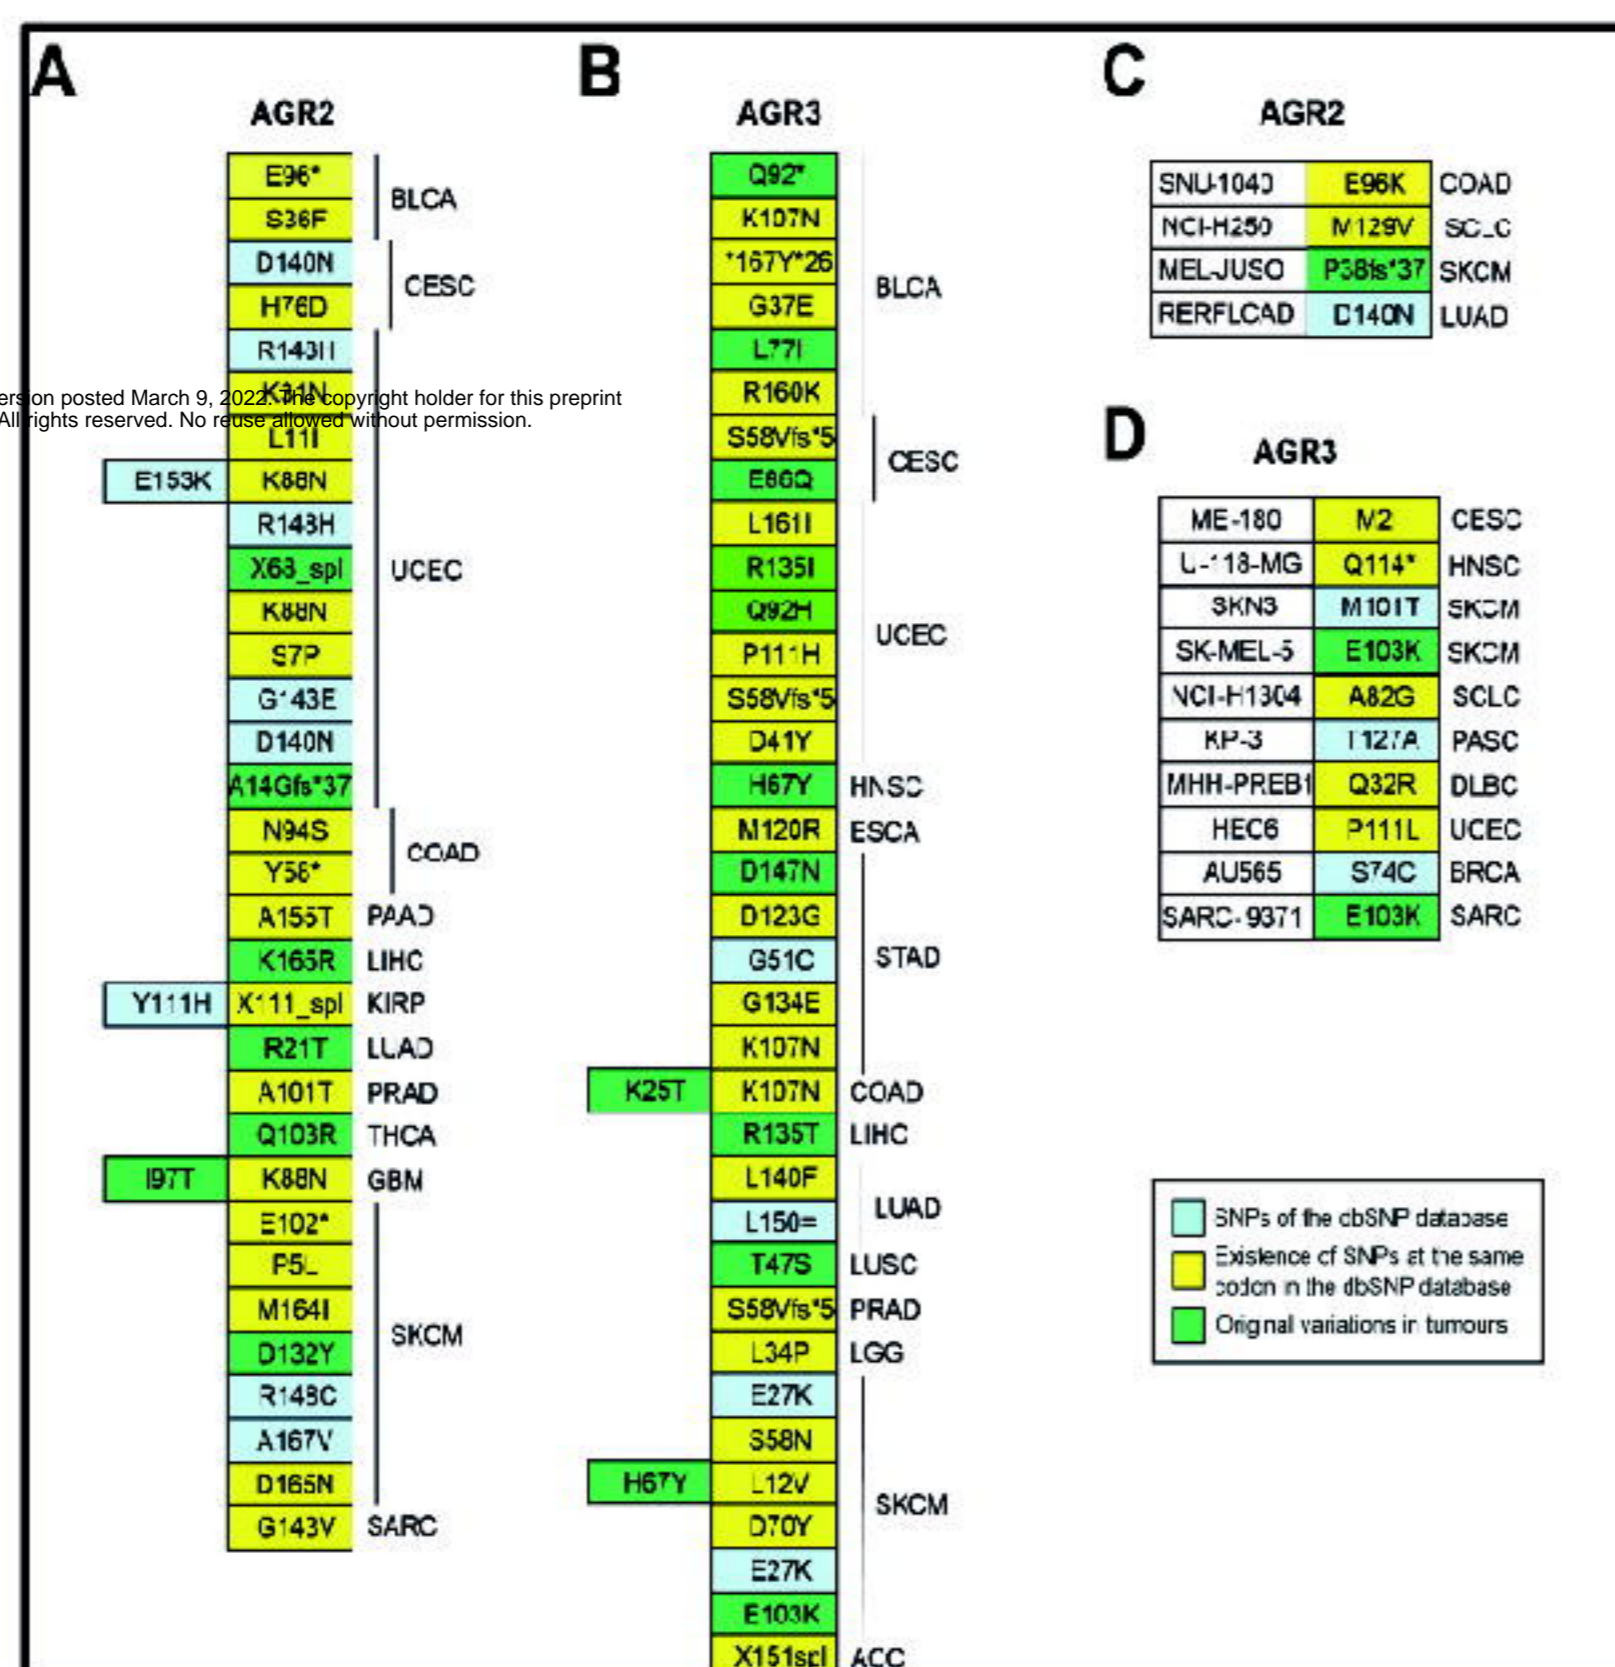 A
AGR2
E96*
S36F
BLCA
D140N
H76D
CESC
R148H
K31N
ersion posted March 9, 2022. The copyright holder for this preprint
All rights reserved. No reuse allowed without permission.
L11I
E153K K88N
R148H
X63_spl
K88N
S7P
G143E
D140N
A14Gfs*37
UCEC
N94S
Y58*
COAD
A155T PAAD
K165R LIHC
Y111H X111_spl KIRP
R21T LUAD
A101T PRAD
Q103R THCA
I97T K88N GBM
E102*
P5L
M164I
D132Y
R148C
A167V
D165N
SKCM
G143V SARC
B
AGR3
Q92*
K107N
*167Y*26
G37E
L77I
R160K
BLCA
S58Vfs*5
E86Q
CESC
L161I
R135I
Q92H
P111H
S58Vfs*5
D41Y
UCEC
H67Y HNSC
M120R ESCA
D147N
D123G
G51C
G134E
K107N
STAD
K25T K107N COAD
R135T LIHC
L140F
L150=
LUAD
T47S LUSC
S58Vfs*5 PRAD
L34P LGG
E27K
S58N
H67Y L12V
D70Y
E27K
E103K
SKCM
X151spl ACC
C
AGR2
SNU-1040 E96K COAD
NCI-H250 M129V SCLC
MEL-JUSO P38fs*37 SKCM
RERFLCAD D140N LUAD
D
AGR3
ME-180 M2 CESC
U-118-MG Q114* HNSC
SKN3 M101T SKCM
SK-MEL-5 E103K SKCM
NCI-H1304 A82G SCLC
KP-3 T127A PASC
MHH-PREB1 Q32R DLBC
HEC6 P111L UCEC
AU565 S74C BRCA
SARC-9371 E103K SARC
SNPs of the dbSNP database
Existence of SNPs at the same
codon in the dbSNP database
Original variations in tumours